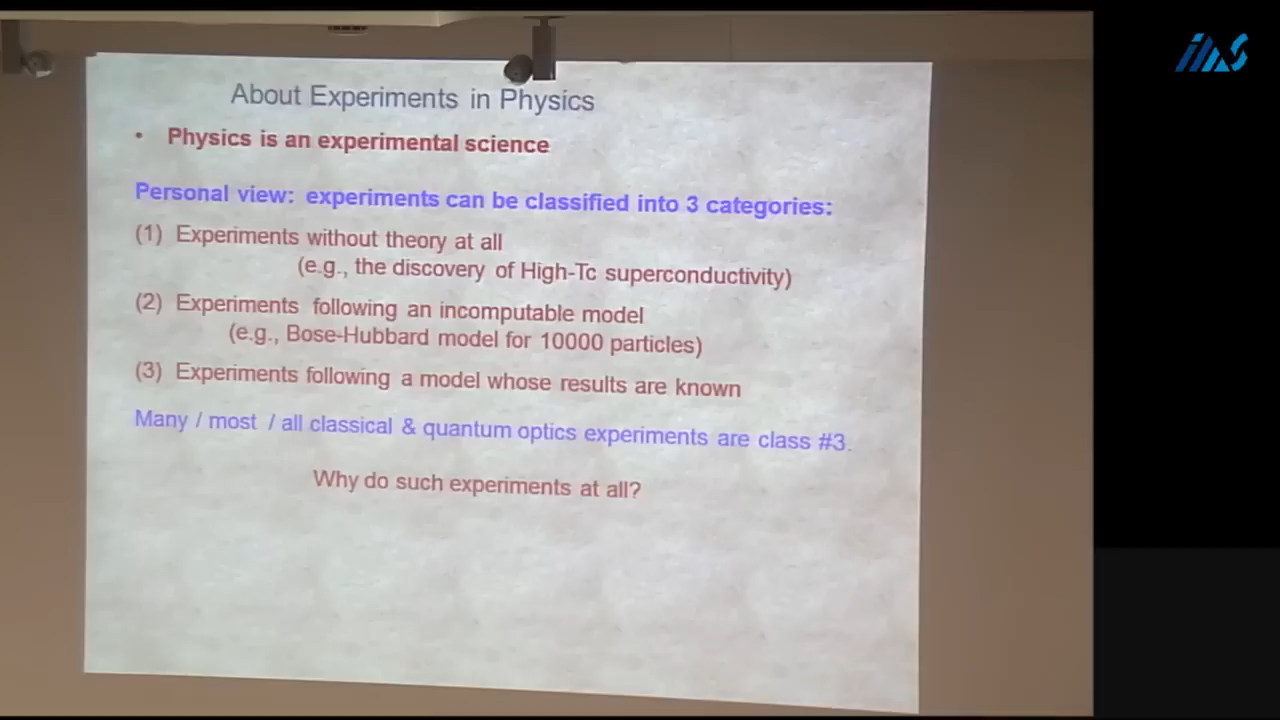 ias
About Experiments in Physics
• Physics is an experimental science
Personal view: experiments can be classified into 3 categories:
(1) Experiments without theory at all
(e.g., the discovery of High-Tc superconductivity)
(2) Experiments following an incomputable model
(e.g., Bose-Hubbard model for 10000 particles)
(3) Experiments following a model whose results are known
Many / most / all classical & quantum optics experiments are class #3.
Why do such experiments at all?